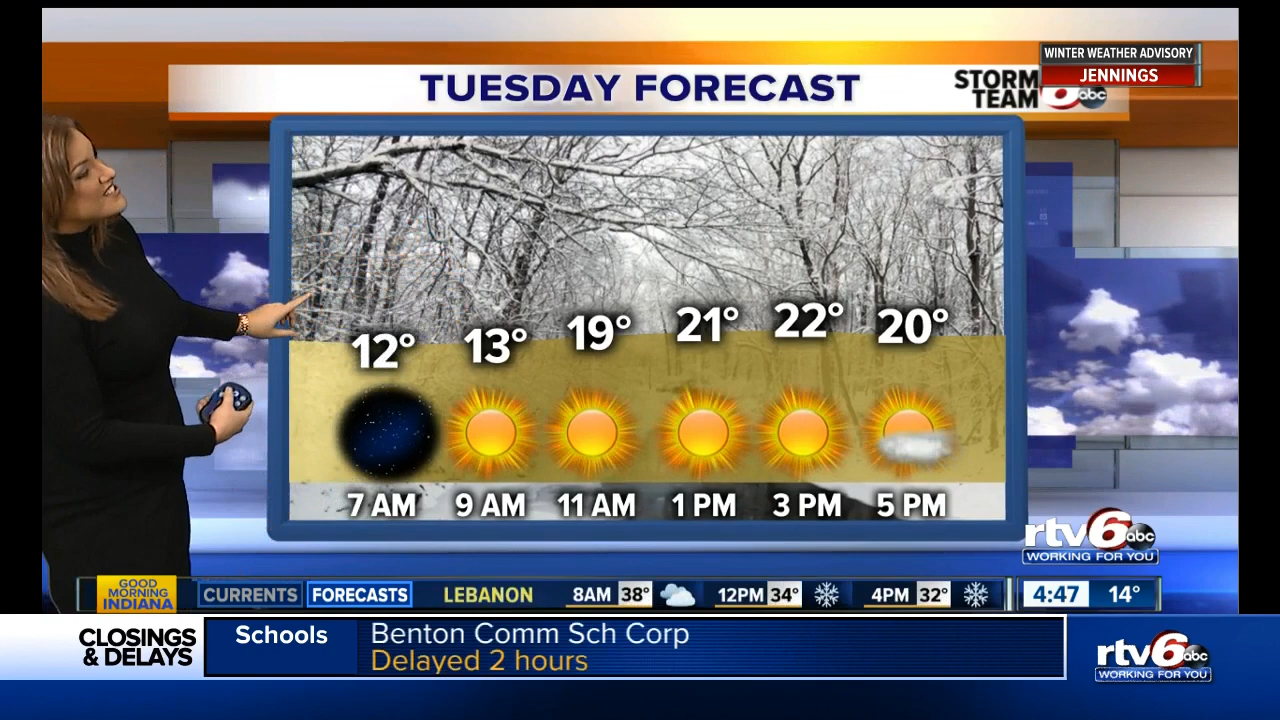 WINTER WEATHER ADVISORY
JENNINGS
TUESDAY FORECAST
STORM
TEAM 6 abc
12° 13° 19° 21° 22° 20°
7 AM 9 AM 11 AM 1 PM 3 PM 5 PM
rtv6 abc
WORKING FOR YOU
GOOD
MORNING
INDIANA
CURRENTS FORECASTS LEBANON 8AM 38° 12PM 34° 4PM 32° 4:47 14°
CLOSINGS
& DELAYS
Schools Benton Comm Sch Corp
Delayed 2 hours
rtv6 abc
WORKING FOR YOU